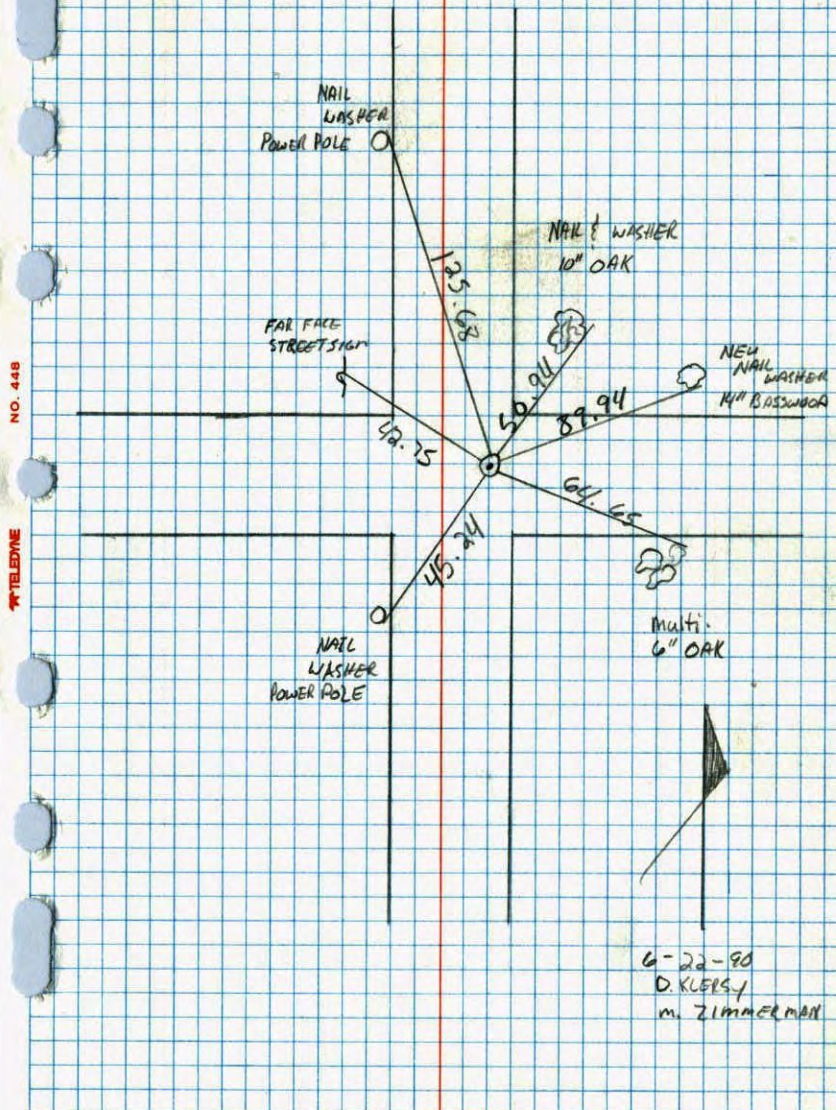 NAIL
WASHER
POWER POLE
125.68
NAIL & WASHER
10" OAK
50.94
FAR FACE
STREET SIGN
42.75
NEW
NAIL
WASHER
14" BASSWOOD
89.94
64.65
45.24
multi.
6" OAK
NAIL
WASHER
POWER POLE
NO. 448
TELEDYNE
6-22-90
D. KLERSY
M. ZIMMERMAN